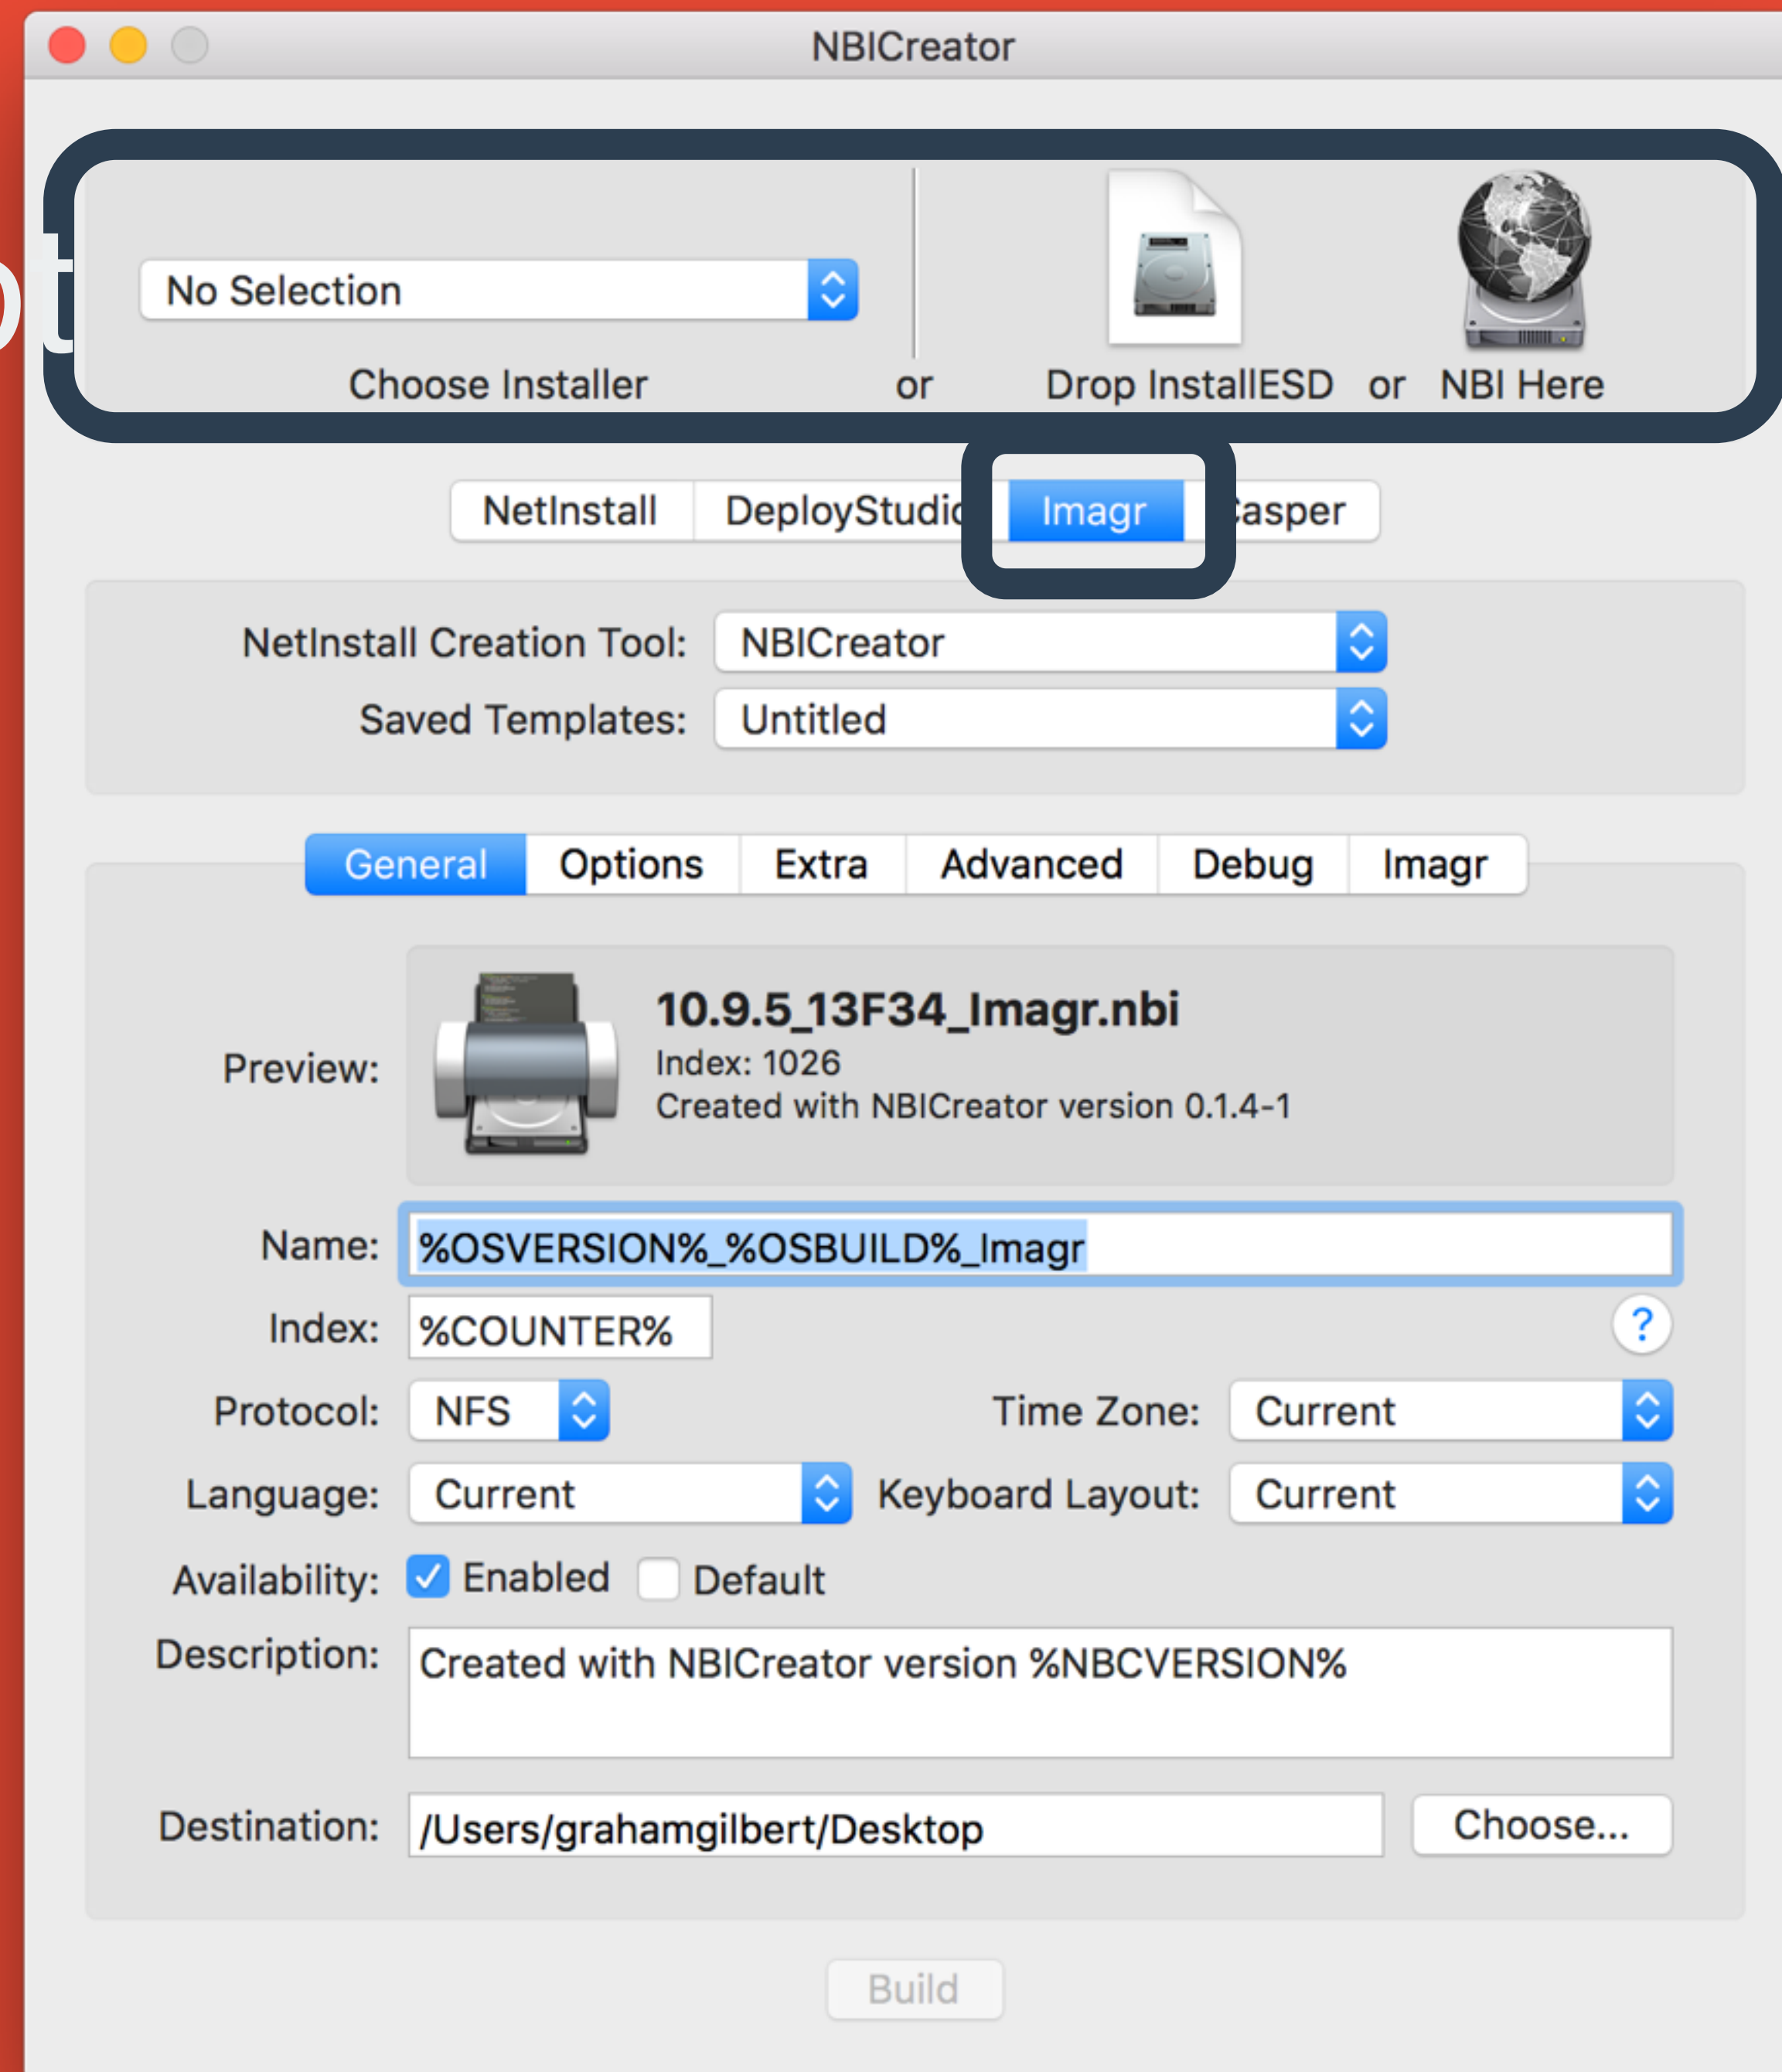 NBICreator
No Selection
Choose Installer or Drop InstallESD or NBI Here
NetInstall DeployStudio Imagr Casper
NetInstall Creation Tool: NBICreator
Saved Templates: Untitled
General Options Extra Advanced Debug Imagr
Preview:
10.9.5_13F34_Imagr.nbi
Index: 1026
Created with NBICreator version 0.1.4-1
Name: %OSVERSION%_%OSBUILD%_Imagr
Index: %COUNTER% ?
Protocol: NFS Time Zone: Current
Language: Current Keyboard Layout: Current
Availability: Enabled Default
Description: Created with NBICreator version %NBCVERSION%
Destination: /Users/grahamgilbert/Desktop Choose...
Build